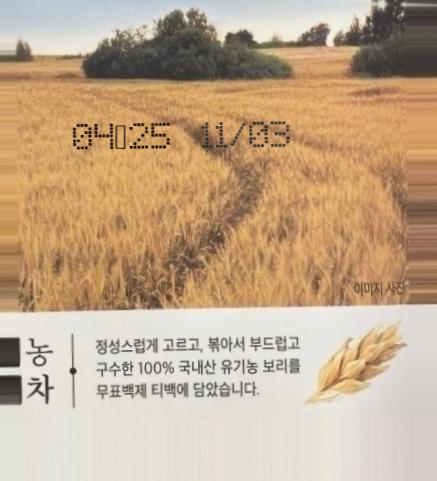 04▯25 11/03
이미지 사진
농
차
정성스럽게 고르고, 볶아서 부드럽고
구수한 100% 국내산 유기농 보리를
무표백제 티백에 담았습니다.